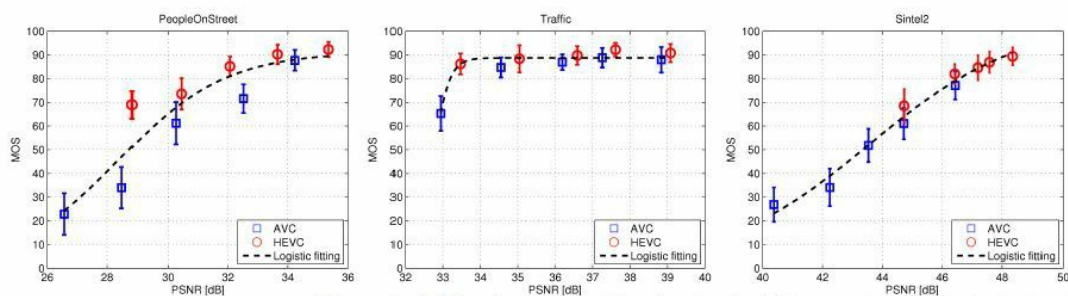 PeopleOnStreet
100
90
80
70
60
50
40
30
20
10
0
MOS
26 28 30 32 34 36
PSNR [dB]
AVC
HEVC
Logistic fitting
Traffic
100
90
80
70
60
50
40
30
20
10
0
MOS
32 33 34 35 36 37 38 39 40
PSNR [dB]
AVC
HEVC
Logistic fitting
Sintel2
100
90
80
70
60
50
40
30
20
10
0
MOS
40 42 44 46 48 50
PSNR [dB]
AVC
HEVC
Logistic fitting